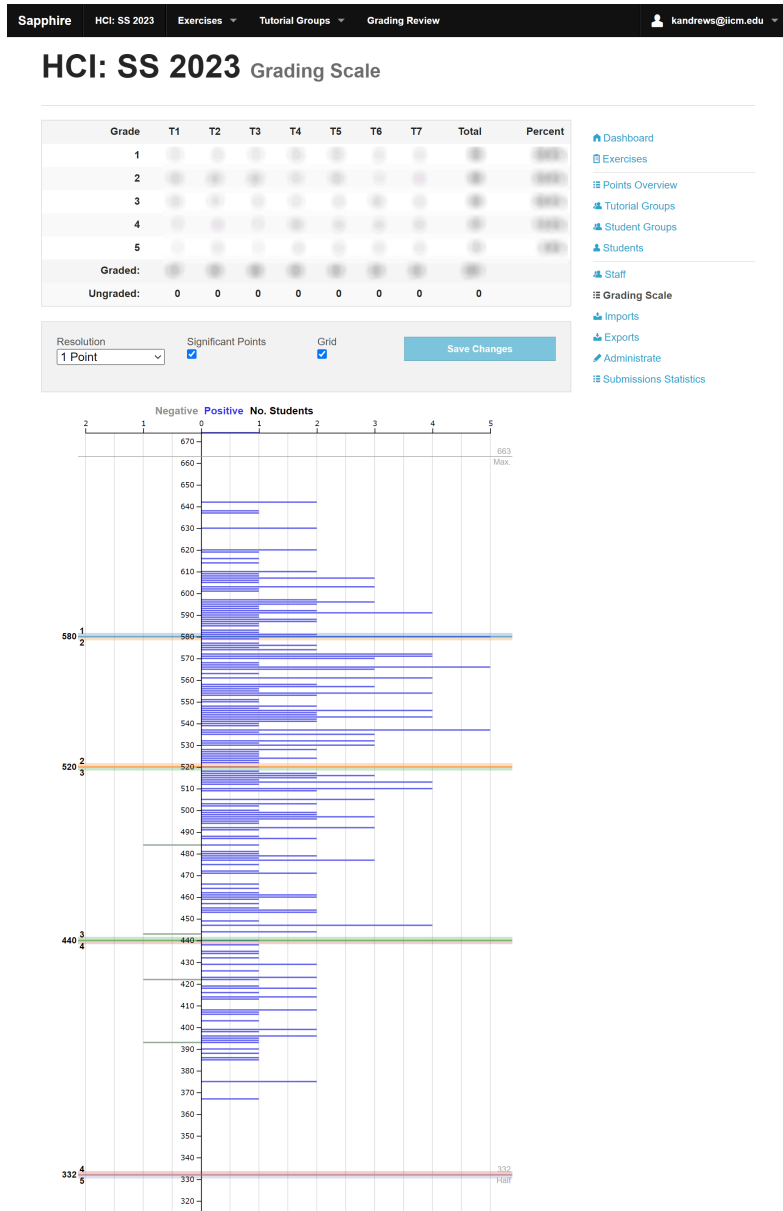 Sapphire HCI: SS 2023 Exercises Tutorial Groups Grading Review kandrews@iicm.edu
HCI: SS 2023 Grading Scale
Grade T1 T2 T3 T4 T5 T6 T7 Total Percent
1
2
3
4
5
Graded:
Ungraded: 0 0 0 0 0 0 0 0
Dashboard
Exercises
Points Overview
Tutorial Groups
Student Groups
Students
Staff
Grading Scale
Imports
Exports
Administrate
Submissions Statistics
Resolution Significant Points Grid
1 Point
Save Changes
Negative Positive No. Students
2 1 0 1 2 3 4 5
670
663
Max.
660
650
640
630
620
610
600
590
1
580 580
2
570
560
550
540
530
2
520 520
3
510
500
490
480
470
460
450
3
440 440
4
430
420
410
400
390
380
370
360
350
340
4
332 332
5
Half
330
320